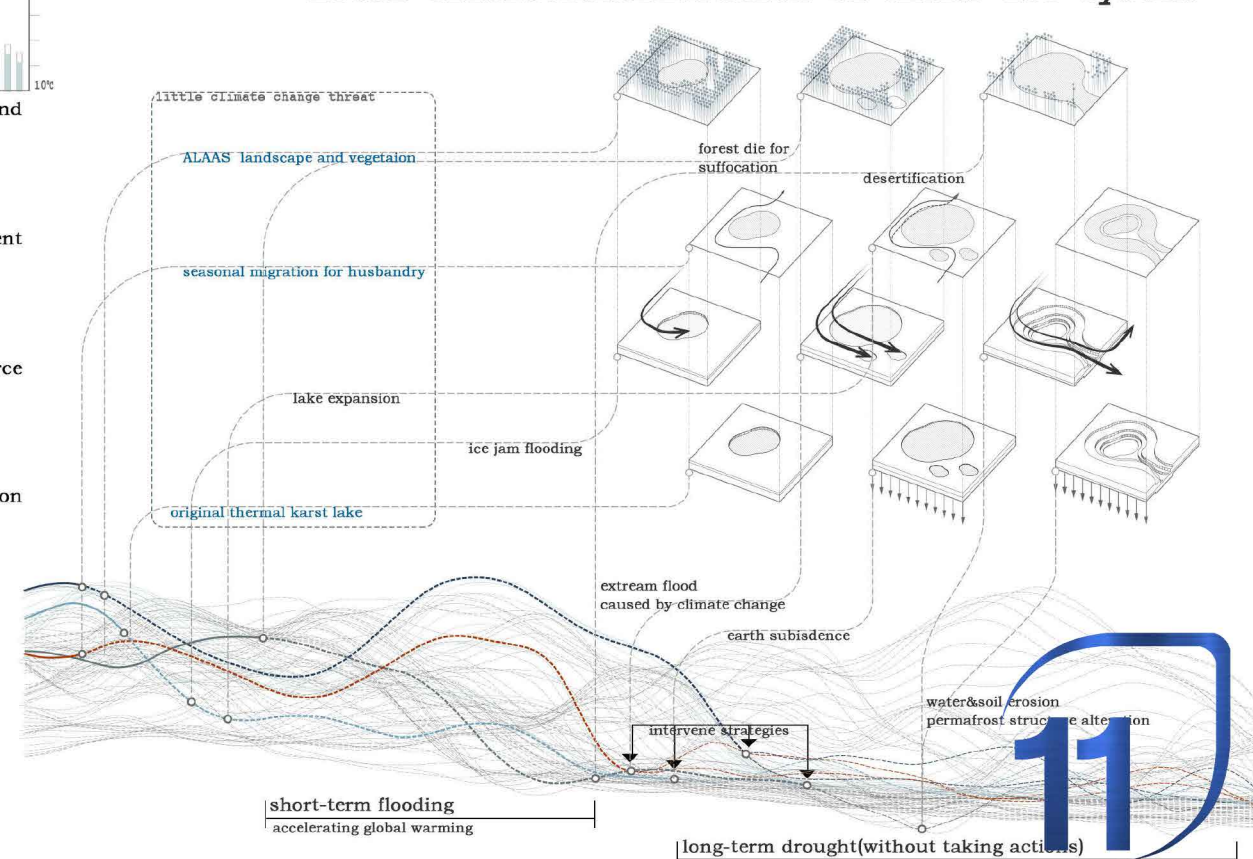 10℃
nd
little climate change threat
ALAAS landscape and vegetaion
forest die for
suffocation
desertification
ent
seasonal migration for husbandry
rce
lake expansion
ice jam flooding
on
original thermal karst lake
extream flood
caused by climate change
earth subisdence
water&soil erosion
permafrost structure alteration
intervene strategies
short-term flooding
accelerating global warming
long-term drought(without taking actions)
11